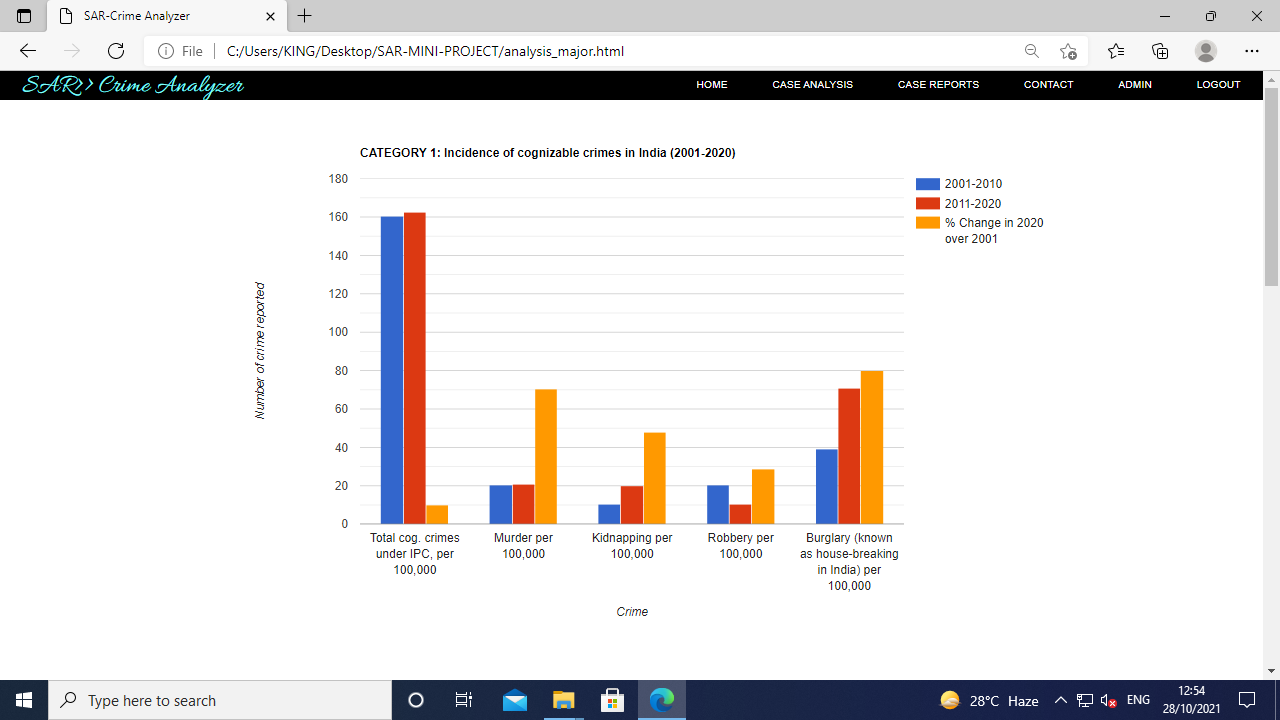 SAR-Crime Analyzer
File
C:/Users/KING/Desktop/SAR-MINI-PROJECT/analysis_major.html
SAR>> Crime Analyzer
HOME
CASE ANALYSIS
CASE REPORTS
CONTACT
ADMIN
LOGOUT
CATEGORY 1: Incidence of cognizable crimes in India (2001-2020)
180
160
140
120
100
80
60
40
20
0
Number of crime reported
2001-2010
2011-2020
% Change in 2020
over 2001
Total cog. crimes
under IPC, per
100,000
Murder per
100,000
Kidnapping per
100,000
Robbery per
100,000
Burglary (known
as house-breaking
in India) per
100,000
Crime
Type here to search
28°C Haze
ENG
12:54
28/10/2021